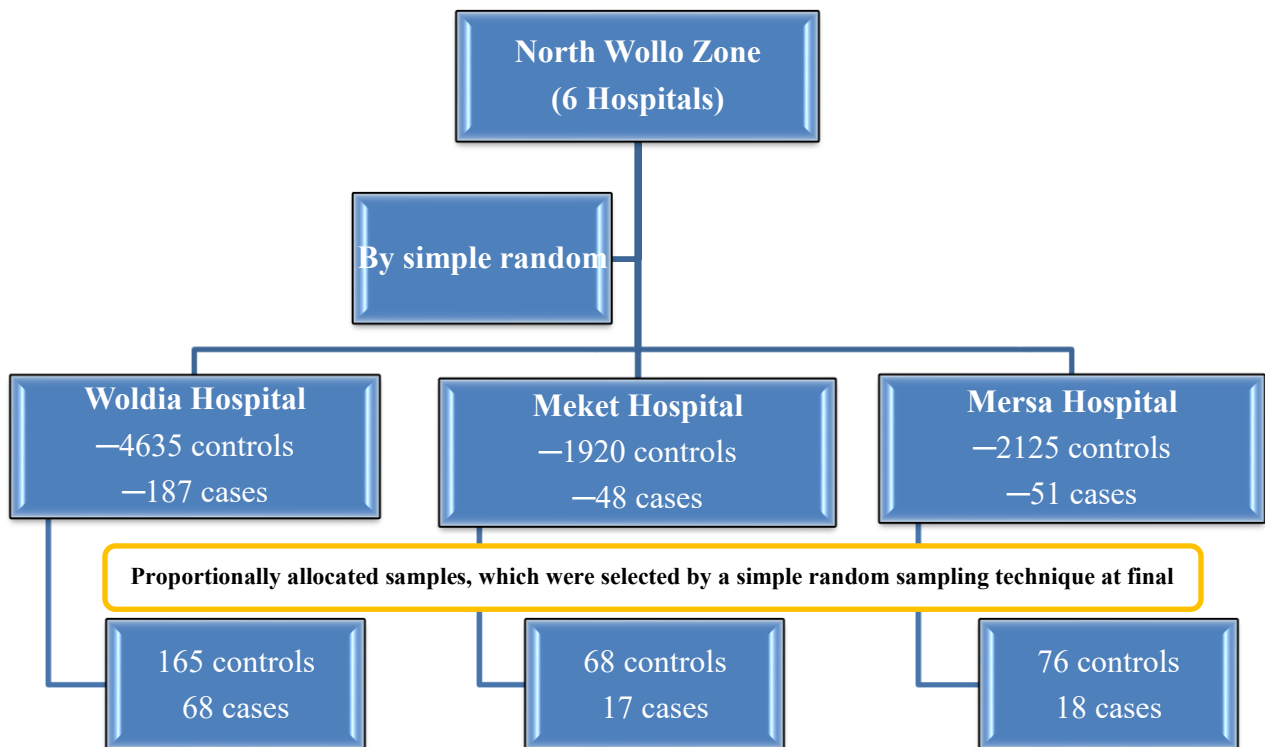 North Wollo Zone
(6 Hospitals)
By simple random
Woldia Hospital
—4635 controls
—187 cases
Meket Hospital
—1920 controls
—48 cases
Mersa Hospital
—2125 controls
—51 cases
Proportionally allocated samples, which were selected by a simple random sampling technique at final
165 controls
68 cases
68 controls
17 cases
76 controls
18 cases